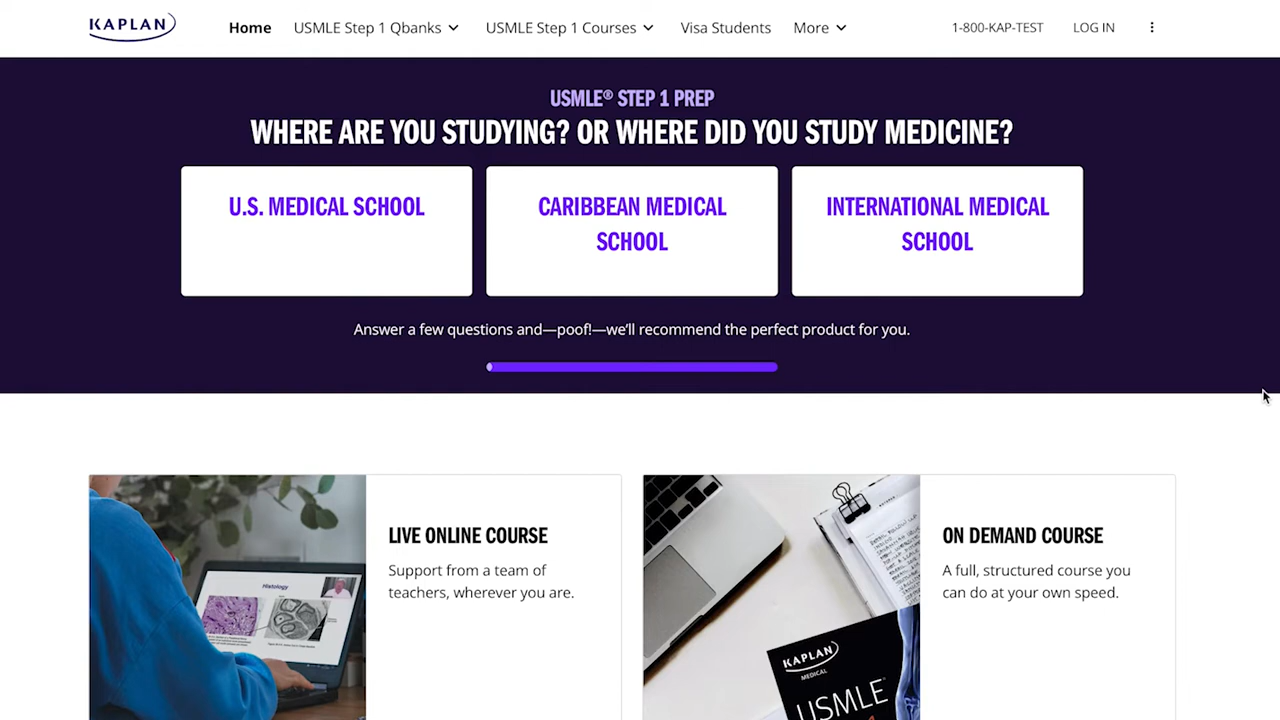 KAPLAN
Home
USMLE Step 1 Qbanks
USMLE Step 1 Courses
Visa Students
More
1-800-KAP-TEST
LOG IN
USMLE® STEP 1 PREP
WHERE ARE YOU STUDYING? OR WHERE DID YOU STUDY MEDICINE?
U.S. MEDICAL SCHOOL
CARIBBEAN MEDICAL
SCHOOL
INTERNATIONAL MEDICAL
SCHOOL
Answer a few questions and—poof!—we'll recommend the perfect product for you.
Histology
LIVE ONLINE COURSE
Support from a team of
teachers, wherever you are.
KAPLAN
MEDICAL
USMLE
ON DEMAND COURSE
A full, structured course you
can do at your own speed.